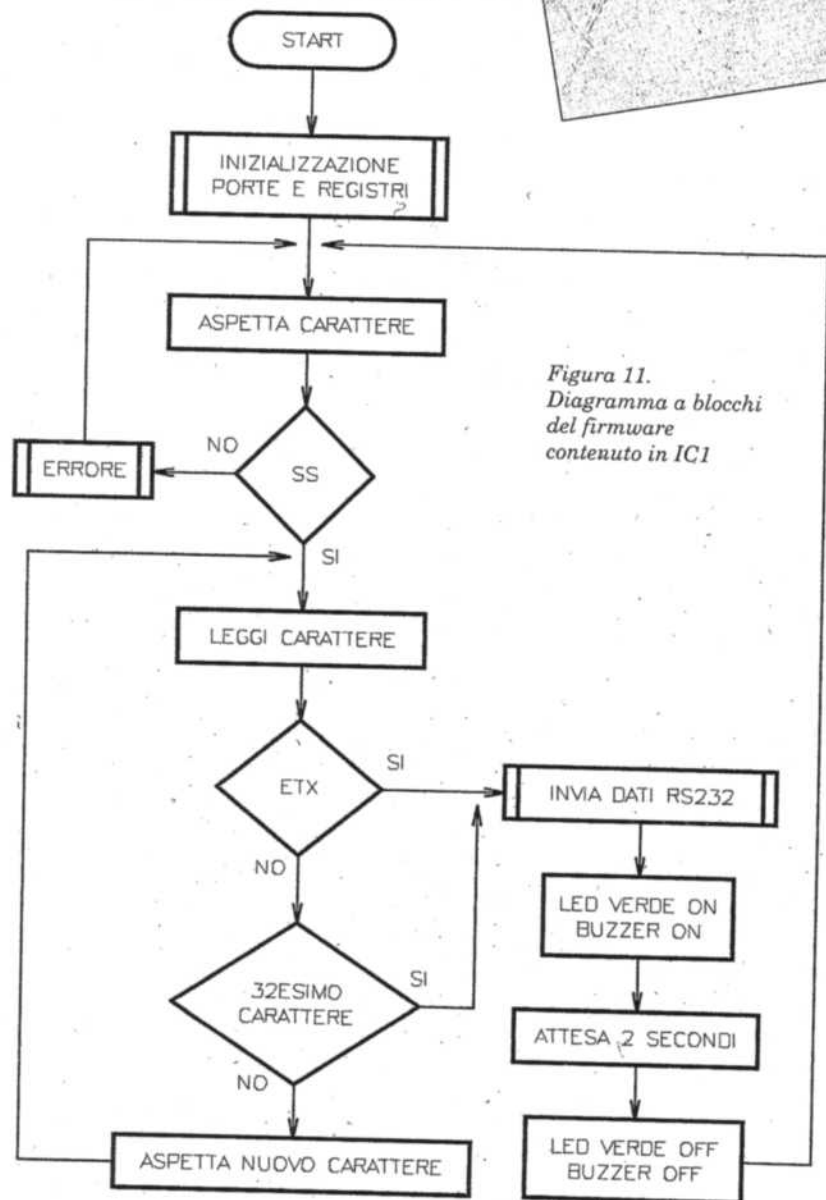 START
INIZIALIZZAZIONE
PORTE E REGISTRI
ASPETTA CARATTERE
Figura 11.
Diagramma a blocchi
del firmware
contenuto in IC1
NO
ERRORE
SS
SI
LEGGI CARATTERE
ETX
SI
INVIA DATI RS232
NO
LED VERDE ON
BUZZER ON
32ESIMO
CARATTERE
SI
ATTESA 2 SECONDI
NO
ASPETTA NUOVO CARATTERE
LED VERDE OFF
BUZZER OFF